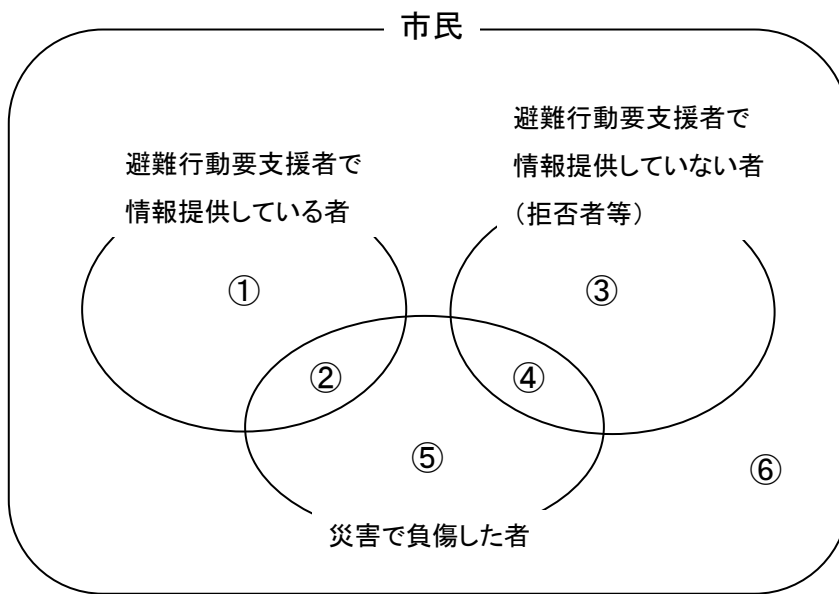 市民
避難行動要支援者で
情報提供している者
避難行動要支援者で
情報提供していない者
（拒否者等）
①
③
②
④
⑤
⑥
災害で負傷した者